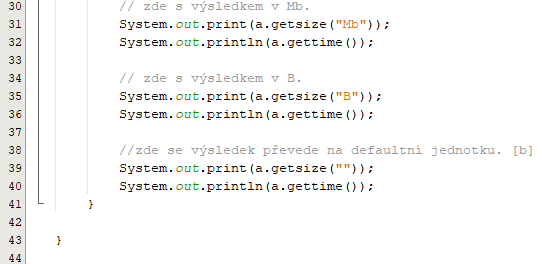 30 // zde s výsledkem v Mb.
31 System.out.print(a.getsize("Mb"));
32 System.out.println(a.gettime());
33
34 // zde s výsledkem v B.
35 System.out.print(a.getsize("B"));
36 System.out.println(a.gettime());
37
38 //zde se výsledek převede na defaultní jednotku. [b]
39 System.out.print(a.getsize(""));
40 System.out.println(a.gettime());
41 }
42
43 }
44